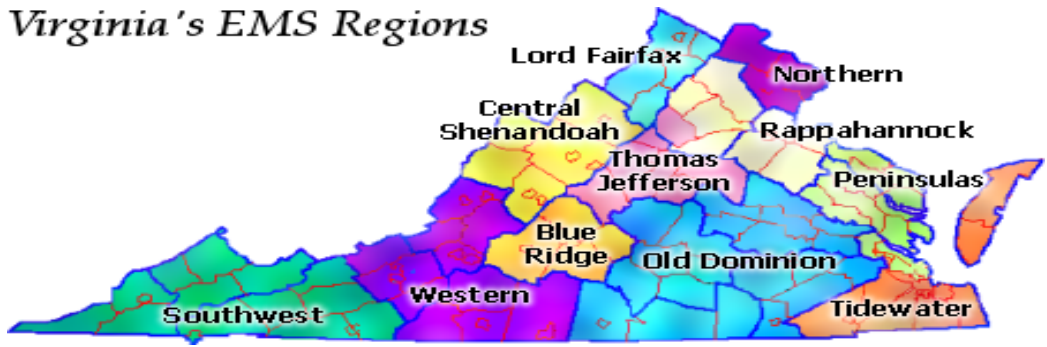 Virginia's EMS Regions
Lord Fairfax
Northern
Central
Shenandoah
Rappahannock
Thomas
Jefferson
Peninsulas
Blue
Ridge
Old Dominion
Western
Southwest
Tidewater